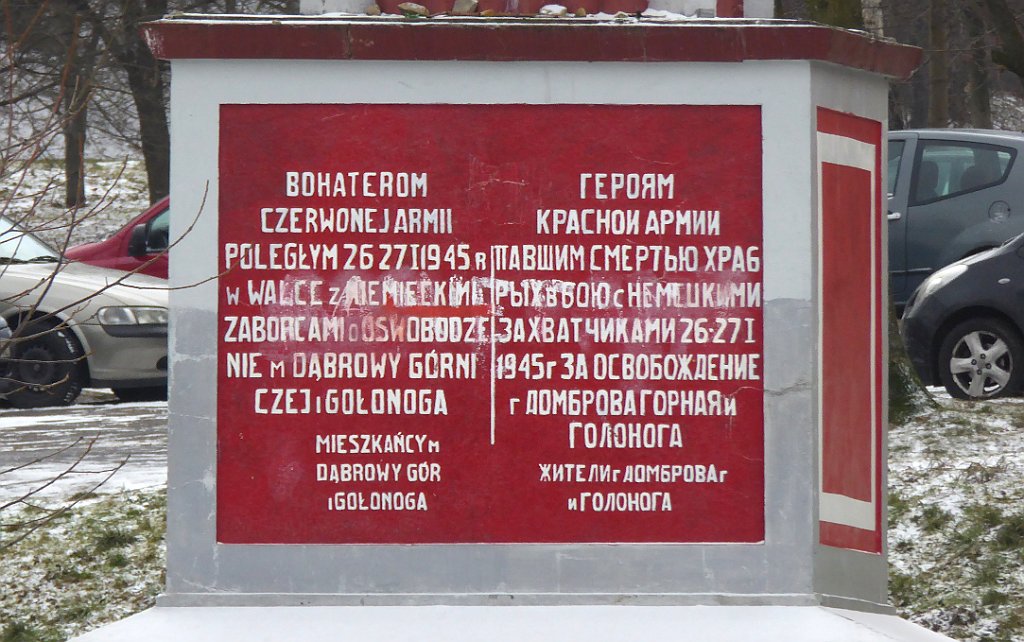 BOHATEROM
CZERWONEJ ARMII
POLEGŁYM 26 27 I 1945 R
W WALCE Z NIEMIECKIMI
ZABORCAMI O OSWOBODZE
NIE M DĄBROWY GÓRNI
CZEJ I GOŁONOGA
MIESZKAŃCY M
DĄBROWY GÓR
I GOŁONOGA
ГЕРОЯМ
КРАСНОИ АРМИИ
ПАВШИМ СМЕРТЬЮ ХРАБ
РЫХ В БОЮ С НЕМЕЦКИМИ
ЗАХВАТЧИКАМИ 26-27 I
1945 Г ЗА ОСВОБОЖДЕНИЕ
Г ДОМБРОВА ГОРНАЯ И
ГОЛОНОГА
ЖИТЕЛИ Г ДОМБРОВА Г
И ГОЛОНОГА